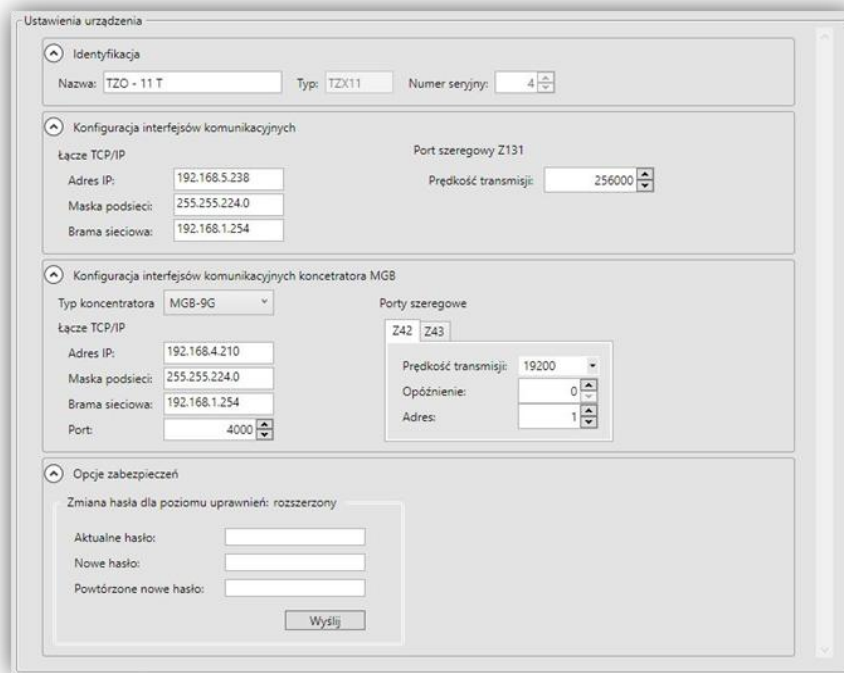 Ustawienia urządzenia
Identyfikacja
Nazwa: TZO - 11 T Typ: TZX11 Numer seryjny: 4
Konfiguracja interfejsów komunikacyjnych
Łącze TCP/IP Port szeregowy Z131
Adres IP: 192.168.5.238 Prędkość transmisji: 256000
Maska podsieci: 255.255.224.0
Brama sieciowa: 192.168.1.254
Konfiguracja interfejsów komunikacyjnych koncetratora MGB
Typ koncentratora MGB-9G Porty szeregowe
Łącze TCP/IP Z42 Z43
Adres IP: 192.168.4.210 Prędkość transmisji: 19200
Maska podsieci: 255.255.224.0 Opóźnienie: 0
Brama sieciowa: 192.168.1.254 Adres: 1
Port: 4000
Opcje zabezpieczeń
Zmiana hasła dla poziomu uprawnień: rozszerzony
Aktualne hasło:
Nowe hasło:
Powtórzone nowe hasło:
Wyślij